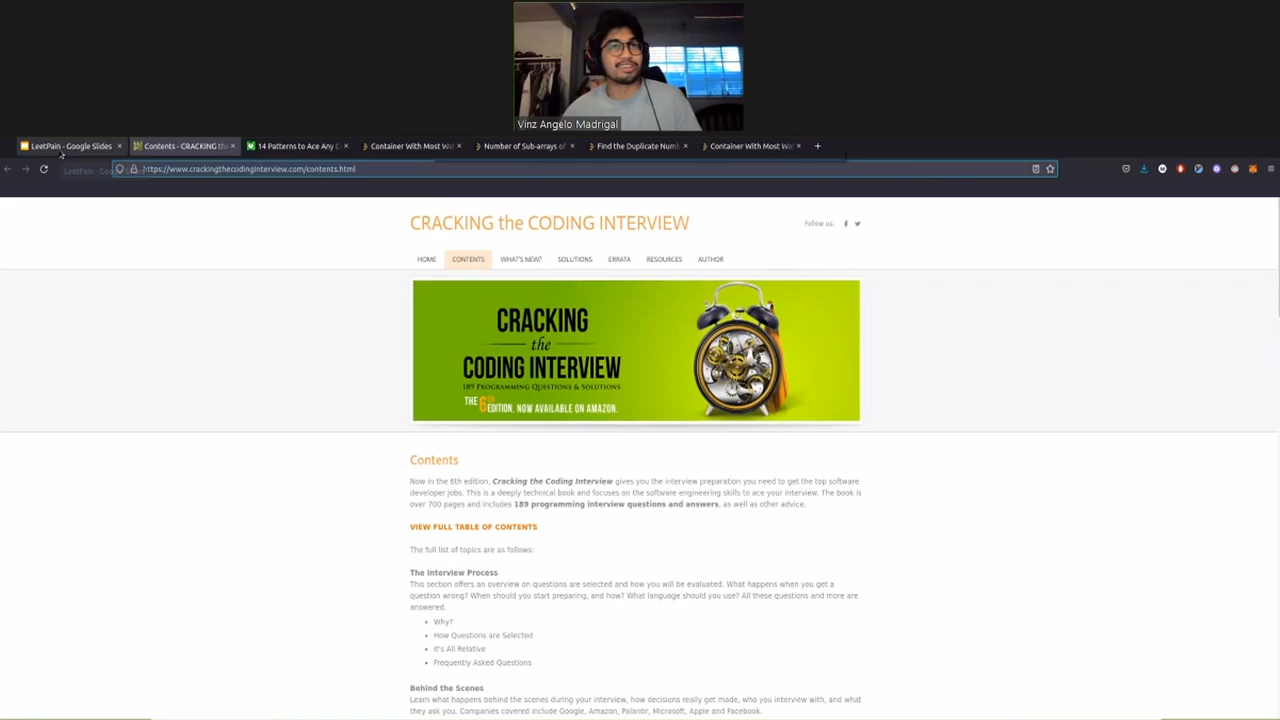 Vinz Angelo Madrigal
LeetPain - Google Slides
Contents - CRACKING the
14 Patterns to Ace Any C
Container With Most Wat
Number of Sub-arrays of
Find the Duplicate Numb
Container With Most Wat
https://www.crackingthecodinginterview.com/contents.html
CRACKING the CODING INTERVIEW
Follow us:
HOME
CONTENTS
WHAT'S NEW?
SOLUTIONS
ERRATA
RESOURCES
AUTHOR
CRACKING
the
CODING INTERVIEW
189 PROGRAMMING QUESTIONS & SOLUTIONS
THE 6TH EDITION. NOW AVAILABLE ON AMAZON.
Contents
Now in the 6th edition, Cracking the Coding Interview gives you the interview preparation you need to get the top software
developer jobs. This is a deeply technical book and focuses on the software engineering skills to ace your interview. The book is
over 700 pages and includes 189 programming interview questions and answers, as well as other advice.
VIEW FULL TABLE OF CONTENTS
The full list of topics are as follows:
The Interview Process
This section offers an overview on questions are selected and how you will be evaluated. What happens when you get a
question wrong? When should you start preparing, and how? What language should you use? All these questions and more are
answered.
• Why?
• How Questions are Selected
• It's All Relative
• Frequently Asked Questions
Behind the Scenes
Learn what happens behind the scenes during your interview, how decisions really get made, who you interview with, and what
they ask you. Companies covered include Google, Amazon, Palantir, Microsoft, Apple and Facebook.